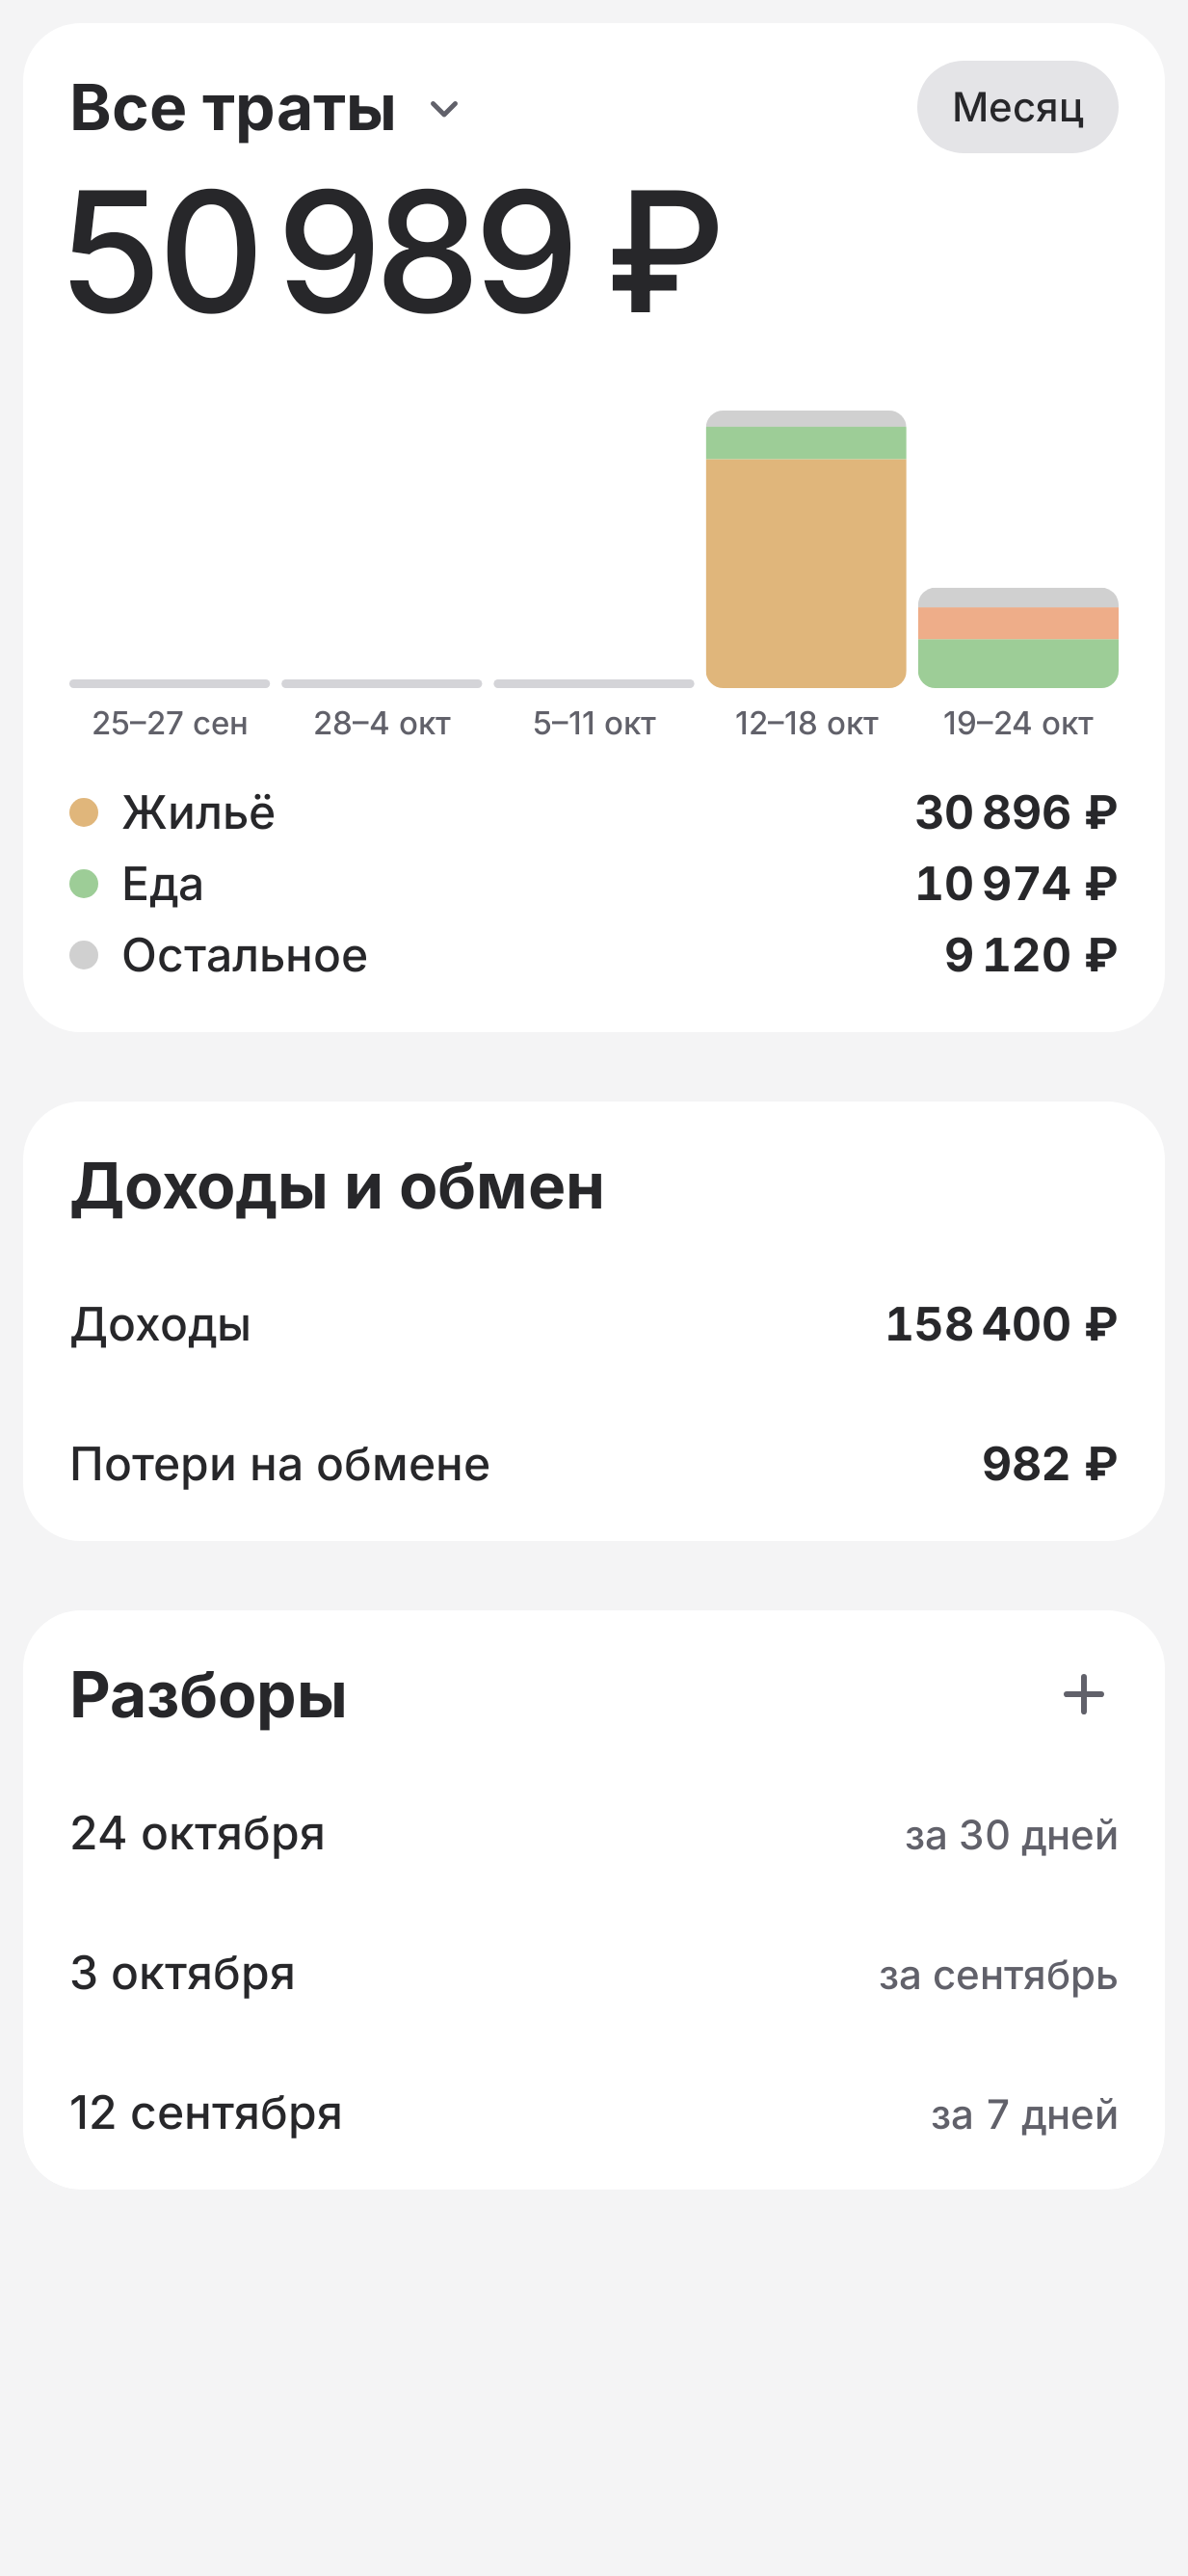 Все траты
Месяц
50 989 ₽
25–27 сен 28–4 окт 5–11 окт 12–18 окт 19–24 окт
Жильё 30 896 ₽
Еда 10 974 ₽
Остальное 9 120 ₽
Доходы и обмен
Доходы 158 400 ₽
Потери на обмене 982 ₽
Разборы
24 октября за 30 дней
3 октября за сентябрь
12 сентября за 7 дней